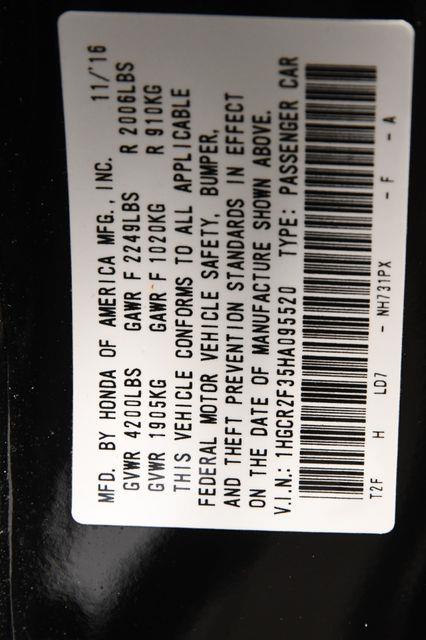 MFD. BY HONDA OF AMERICA MFG., INC. 11/'16
GVWR 4200LBS GAWR F 2249LBS R 2006LBS
GVWR 1905KG GAWR F 1020KG R 910KG
THIS VEHICLE CONFORMS TO ALL APPLICABLE
FEDERAL MOTOR VEHICLE SAFETY, BUMPER,
AND THEFT PREVENTION STANDARDS IN EFFECT
ON THE DATE OF MANUFACTURE SHOWN ABOVE.
V.I.N.: 1HGCR2F35HA095520 TYPE: PASSENGER CAR
T2F H LD7 - NH731PX - F - A